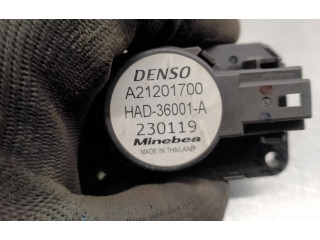 DENSO
A21201700
HAD-36001-A
230119
Minebea
MADE IN THAILAND